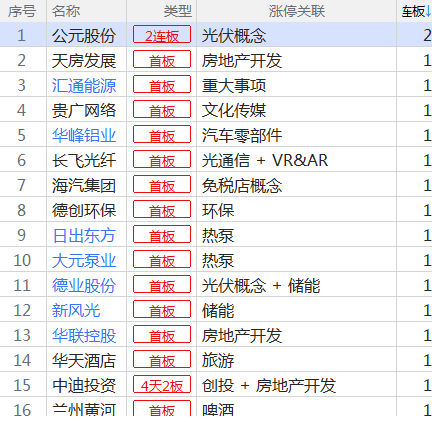 序号 名称 类型 涨停关联 连板↓
1 公元股份 2连板 光伏概念 2
2 天房发展 首板 房地产开发 1
3 汇通能源 首板 重大事项 1
4 贵广网络 首板 文化传媒 1
5 华峰铝业 首板 汽车零部件 1
6 长飞光纤 首板 光通信 + VR&AR 1
7 海汽集团 首板 免税店概念 1
8 德创环保 首板 环保 1
9 日出东方 首板 热泵 1
10 大元泵业 首板 热泵 1
11 德业股份 首板 光伏概念 + 储能 1
12 新风光 首板 储能 1
13 华联控股 首板 房地产开发 1
14 华天酒店 首板 旅游 1
15 中迪投资 4天2板 创投 + 房地产开发 1
16 兰州黄河 首板 啤酒 1